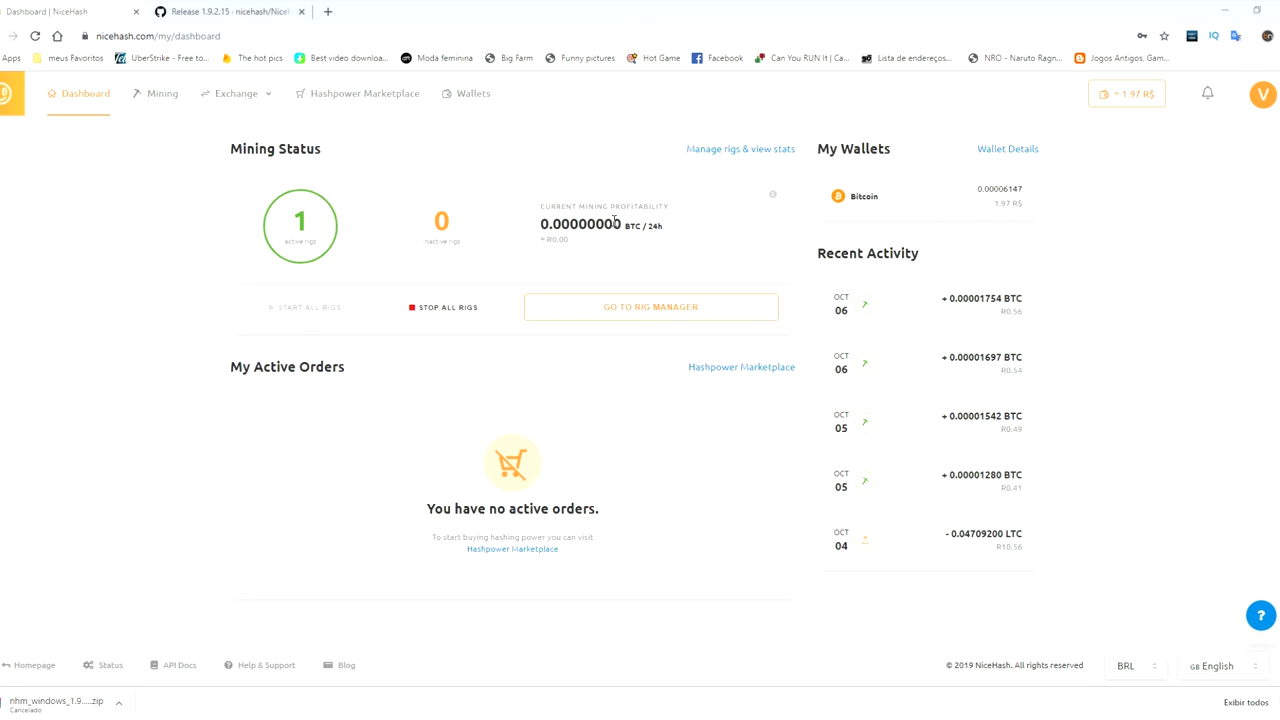 Dashboard | NiceHash
Release 1.9.2.15 · nicehash/NiceH
nicehash.com/my/dashboard
Apps
meus Favoritos
UberStrike - Free to...
The hot pics
Best video downloa...
Moda feminina
Big Farm
Funny pictures
Hot Game
Facebook
Can You RUN It | Ca...
Lista de endereços...
NRO - Naruto Ragn...
Jogos Antigos, Gam...
Dashboard
Mining
Exchange
Hashpower Marketplace
Wallets
≈ 1.97 R$
V
Mining Status
Manage rigs & view stats
1
active rigs
0
inactive rigs
CURRENT MINING PROFITABILITY
0.00000000 BTC / 24h
≈ R0.00
START ALL RIGS
STOP ALL RIGS
GO TO RIG MANAGER
My Active Orders
Hashpower Marketplace
You have no active orders.
To start buying hashing power you can visit
Hashpower Marketplace
My Wallets
Wallet Details
Bitcoin
0.00006147
1.97 R$
Recent Activity
OCT
06
+ 0.00001754 BTC
R0.56
OCT
06
+ 0.00001697 BTC
R0.54
OCT
05
+ 0.00001542 BTC
R0.49
OCT
05
+ 0.00001280 BTC
R0.41
OCT
04
- 0.04709200 LTC
R10.56
?
Homepage
Status
API Docs
Help & Support
Blog
© 2019 NiceHash. All rights reserved
BRL
GB English
nhm_windows_1.9.....zip
Cancelado
Exibir todos